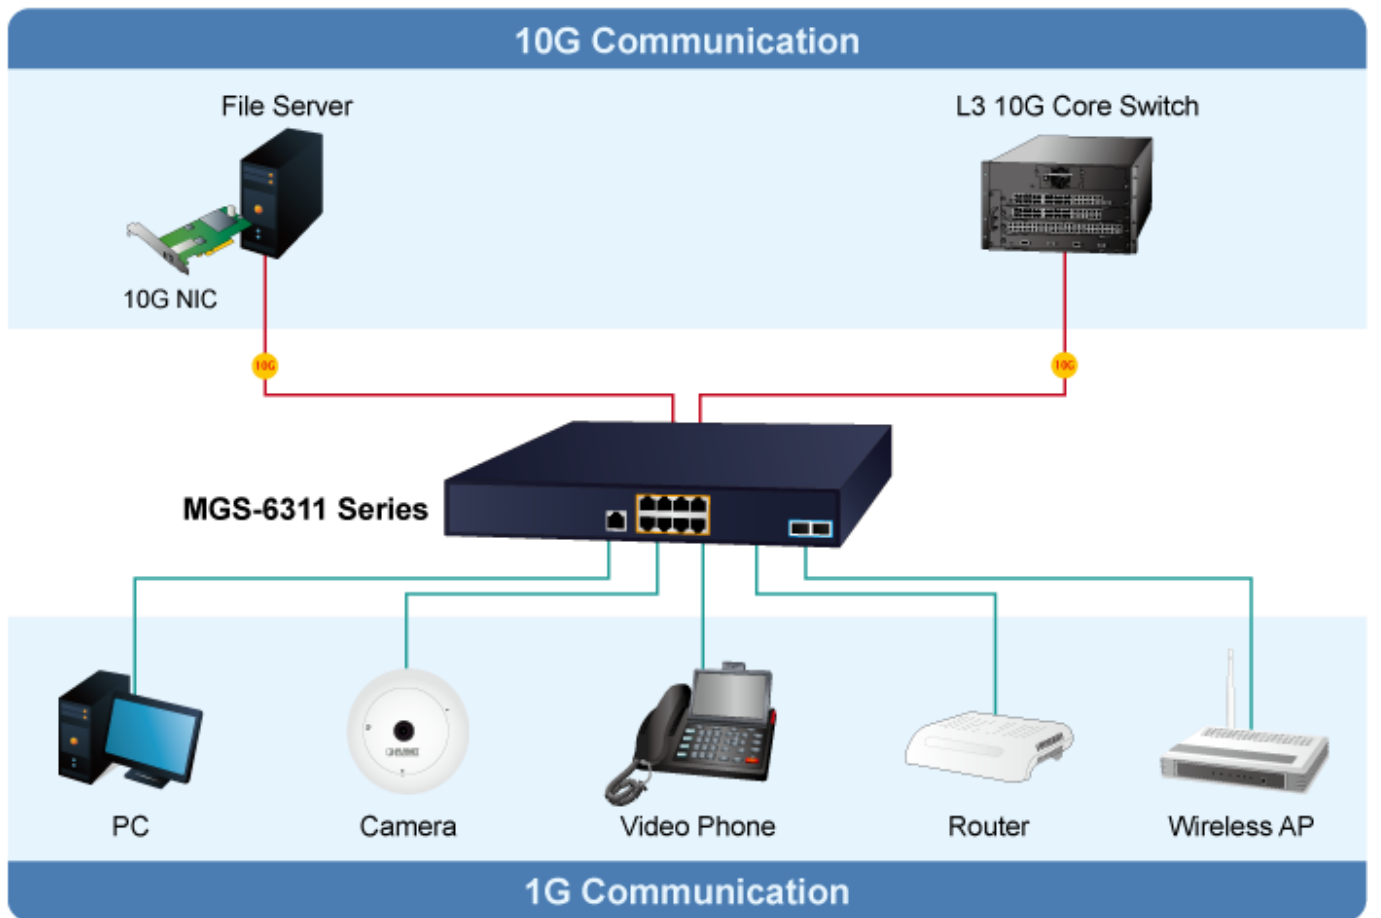 10G Communication
File Server
L3 10G Core Switch
10G NIC
10G
10G
MGS-6311 Series
PLANET
PC
Camera
Video Phone
Router
Wireless AP
1G Communication